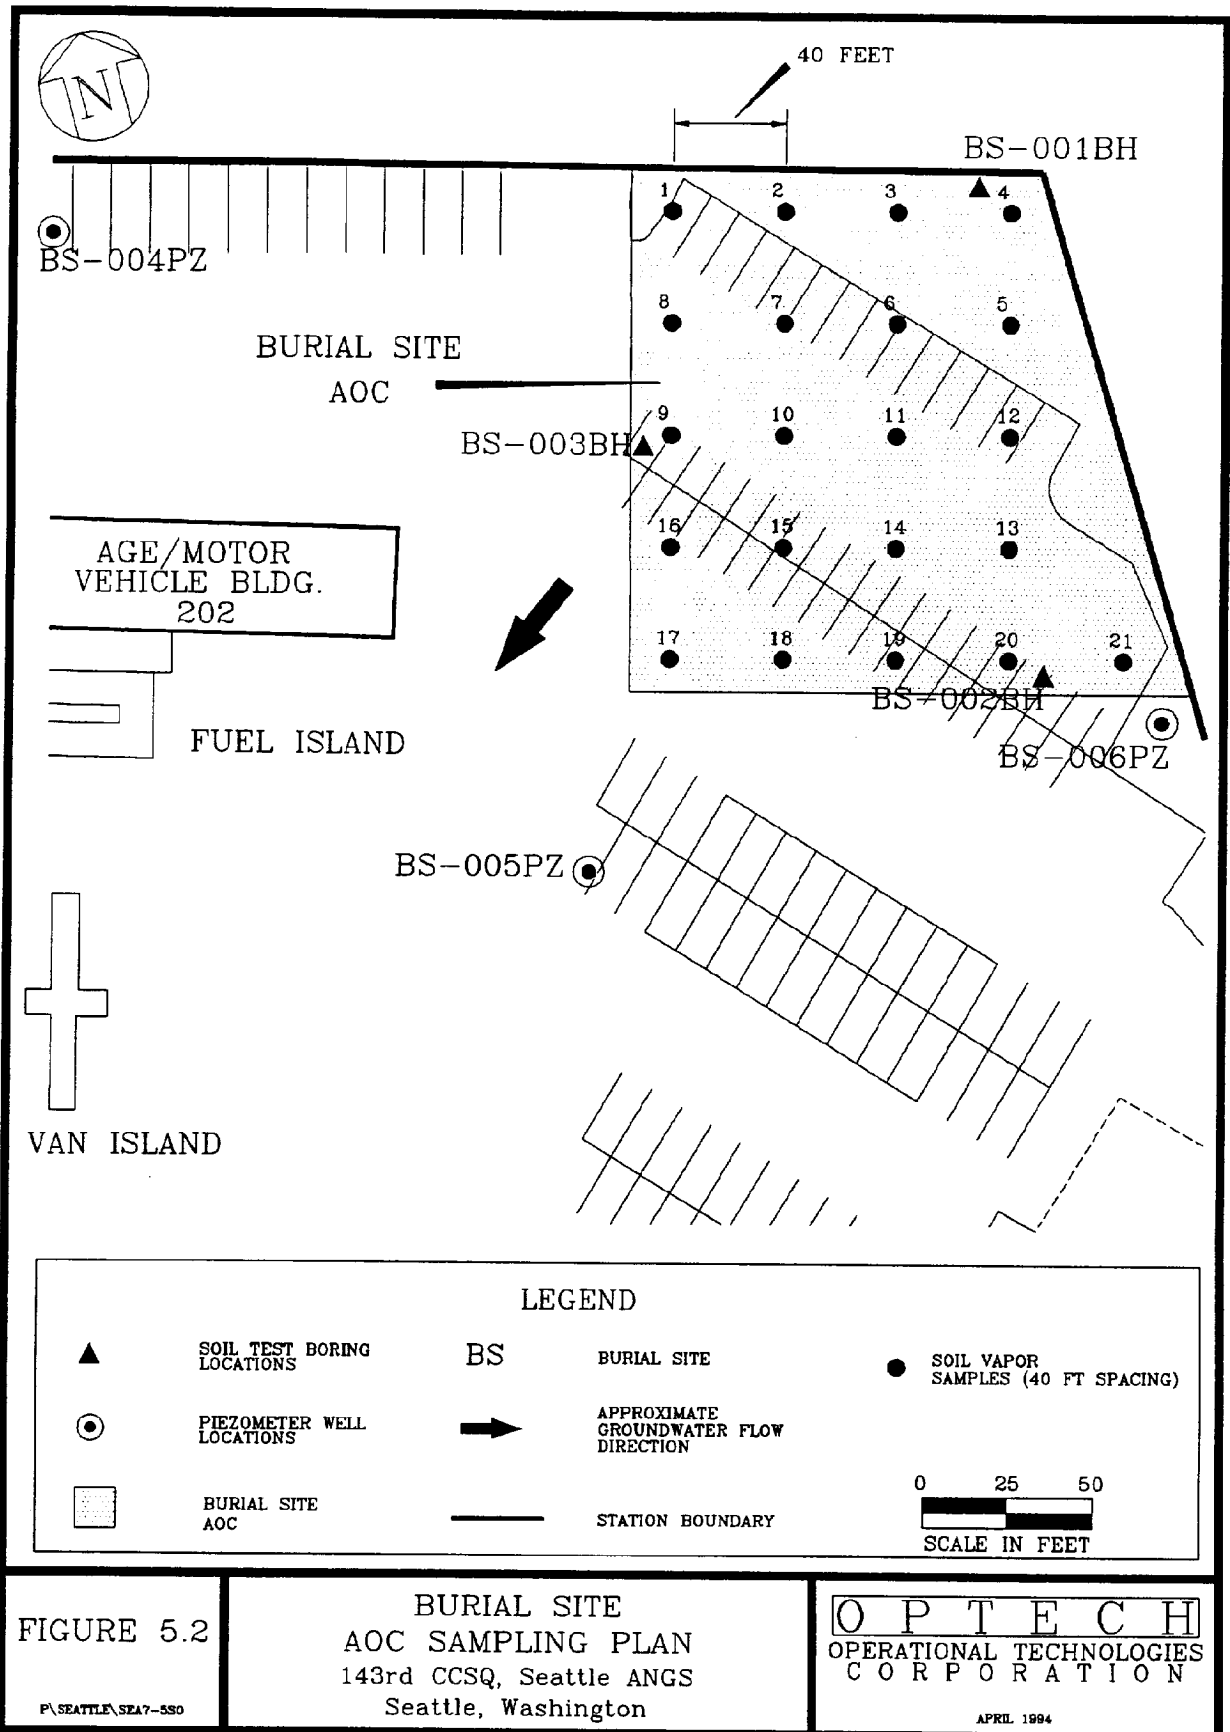 N
40 FEET
BS-001BH
1 2 3 4
BS-004PZ
8 7 6 5
BURIAL SITE
AOC
9 10 11 12
BS-003BH
16 15 14 13
AGE/MOTOR
VEHICLE BLDG.
202
17 18 19 20 21
BS-002BH
FUEL ISLAND
BS-006PZ
BS-005PZ
VAN ISLAND
LEGEND
SOIL TEST BORING
LOCATIONS
BS
BURIAL SITE
SOIL VAPOR
SAMPLES (40 FT SPACING)
PIEZOMETER WELL
LOCATIONS
APPROXIMATE
GROUNDWATER FLOW
DIRECTION
BURIAL SITE
AOC
STATION BOUNDARY
0 25 50
SCALE IN FEET
FIGURE 5.2
P\SEATTLE\SEA7-5S0
BURIAL SITE
AOC SAMPLING PLAN
143rd CCSQ, Seattle ANGS
Seattle, Washington
OPTECH
OPERATIONAL TECHNOLOGIES
CORPORATION
APRIL 1994